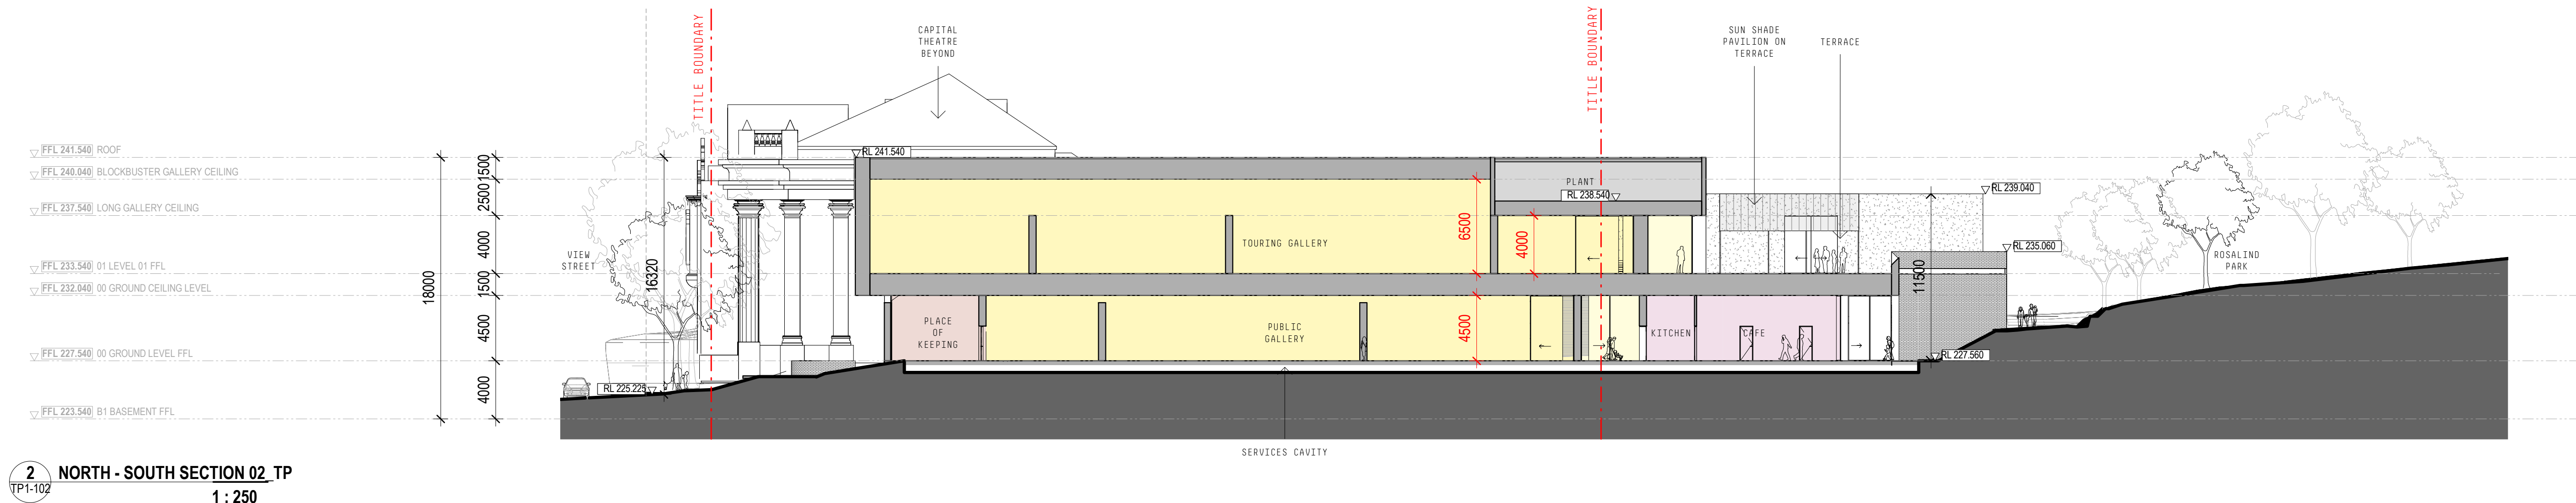 TITLE BOUNDARY
CAPITAL
THEATRE
BEYOND
TITLE BOUNDARY
SUN SHADE
PAVILION ON
TERRACE
TERRACE
FFL 241.540 ROOF
FFL 240.040 BLOCKBUSTER GALLERY CEILING
FFL 237.540 LONG GALLERY CEILING
FFL 233.540 01 LEVEL 01 FFL
FFL 232.040 00 GROUND CEILING LEVEL
FFL 227.540 00 GROUND LEVEL FFL
FFL 223.540 B1 BASEMENT FFL
18000
1500
2500
4000
1500
4500
4000
16320
VIEW
STREET
RL 225.225
RL 241.540
TOURING GALLERY
6500
4000
PLANT
RL 238.540
PLACE
OF
KEEPING
PUBLIC
GALLERY
4500
KITCHEN
CAFE
11500
RL 239.040
RL 235.060
RL 227.560
ROSALIND
PARK
SERVICES CAVITY
2
TP1-102
NORTH - SOUTH SECTION 02_TP
1 : 250